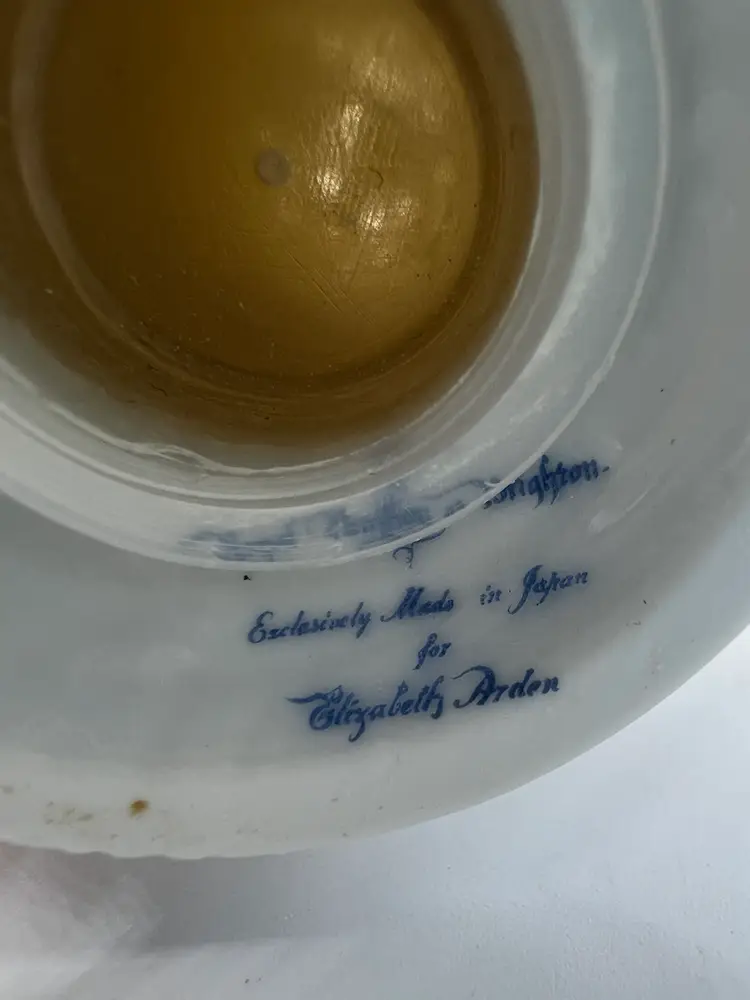 Exclusively Made in Japan
for
Elizabeth Arden